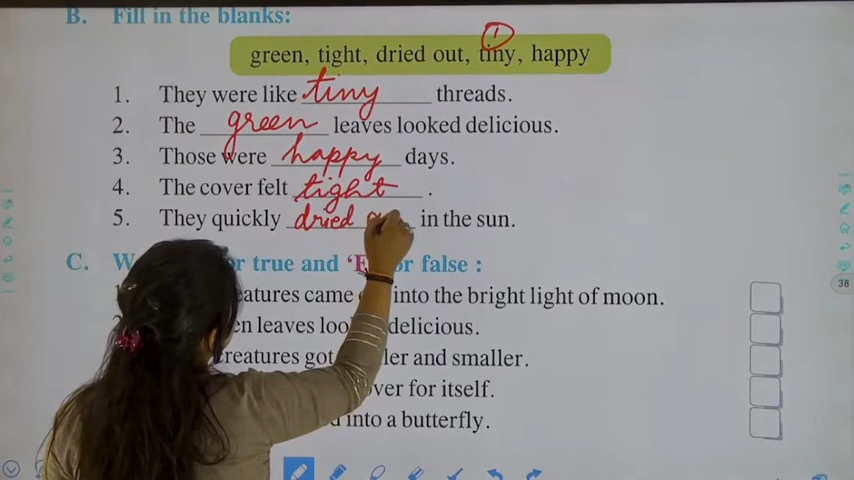 B. Fill in the blanks:
1
green, tight, dried out, tiny, happy
1. They were like tiny threads.
2. The green leaves looked delicious.
3. Those were happy days.
4. The cover felt tight .
5. They quickly dried in the sun.
C. or true and ‘F or false :
eatures came into the bright light of moon.
en leaves loo delicious.
creatures got ler and smaller.
over for itself.
into a butterfly.
38